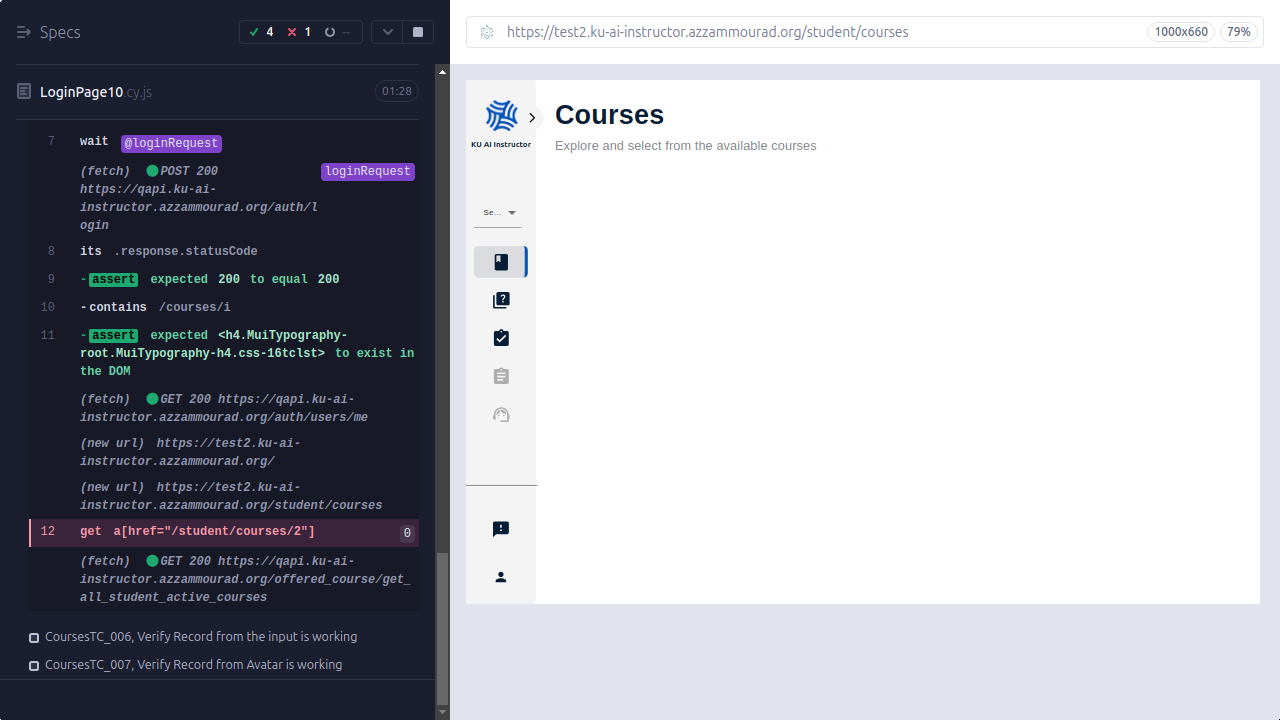 Specs
4
1
--
https://test2.ku-ai-instructor.azzammourad.org/student/courses
1000x660
79%
LoginPage10.cy.js
01:28
7 wait @loginRequest
(fetch) POST 200 loginRequest
https://qapi.ku-ai-
instructor.azzammourad.org/auth/l
ogin
8 its .response.statusCode
9 -assert expected 200 to equal 200
10 -contains /courses/i
11 -assert expected <h4.MuiTypography-
root.MuiTypography-h4.css-16tclst> to exist in
the DOM
(fetch) GET 200 https://qapi.ku-ai-
instructor.azzammourad.org/auth/users/me
(new url) https://test2.ku-ai-
instructor.azzammourad.org/
(new url) https://test2.ku-ai-
instructor.azzammourad.org/student/courses
12 get a[href="/student/courses/2"] 0
(fetch) GET 200 https://qapi.ku-ai-
instructor.azzammourad.org/offered_course/get_
all_student_active_courses
CoursesTC_006, Verify Record from the input is working
CoursesTC_007, Verify Record from Avatar is working
KU AI Instructor
Se...
Courses
Explore and select from the available courses